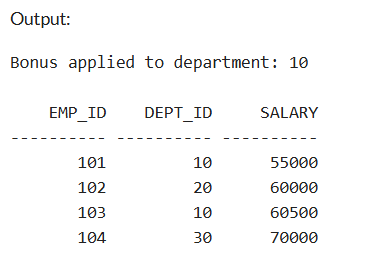 Output:
Bonus applied to department: 10
EMP_ID DEPT_ID SALARY
---------- ---------- ----------
101 10 55000
102 20 60000
103 10 60500
104 30 70000